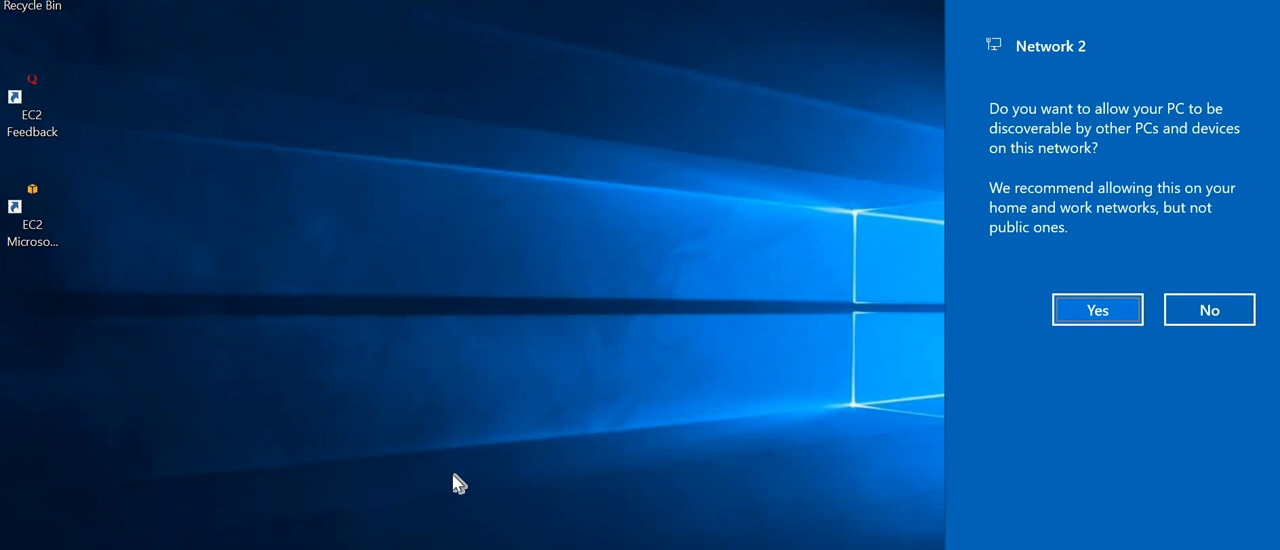 Recycle Bin
EC2
Feedback
EC2
Microso...
Network 2
Do you want to allow your PC to be
discoverable by other PCs and devices
on this network?
We recommend allowing this on your
home and work networks, but not
public ones.
Yes
No